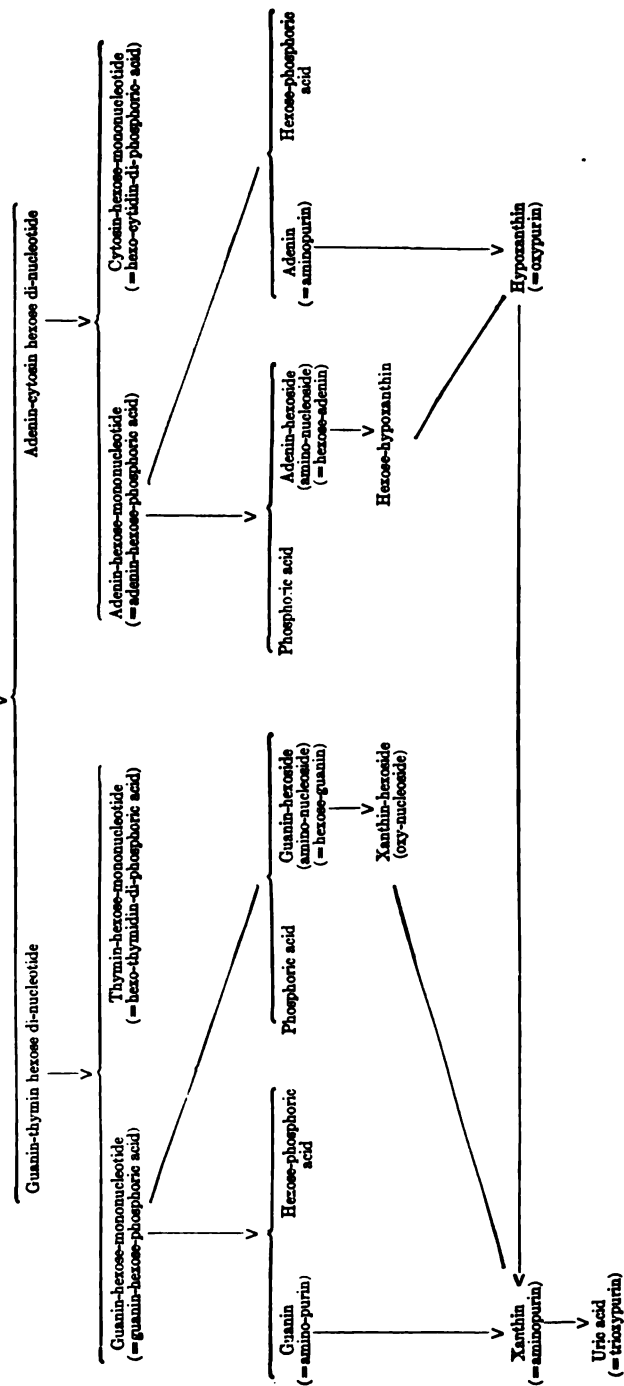 Guanin-thymin hexose di-nucleotide
Adenin-cytosin hexose di-nucleotide
Guanin-hexose-mononucleotide
(=guanin-hexose-phosphoric acid)
Thymin-hexose-mononucleotide
(=hexo-thymidin-di-phosphoric acid)
Adenin-hexose-mononucleotide
(=adenin-hexose-phosphoric acid)
Cytosin-hexose-mononucleotide
(=hexo-cytidin-di-phosphoric-acid)
Guanin
(=amino-purin)
Hexose-phosphoric
acid
Phosphoric acid
Guanin-hexoside
(amino-nucleoside)
(=hexose-guanin)
Phosphoric acid
Adenin-hexoside
(amino-nucleoside)
(=hexose-adenin)
Adenin
(=aminopurin)
Hexose-phosphoric
acid
Xanthin-hexoside
(oxy-nucleoside)
Hexose-hypoxanthin
Xanthin
(=aminopurin)
Hypoxanthin
(=oxypurin)
Uric acid
(=trioxypurin)